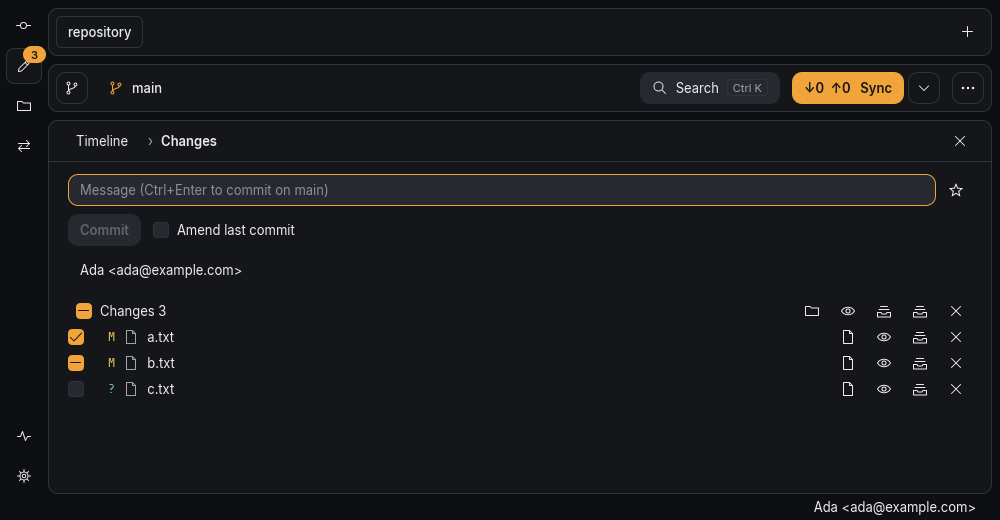 repository
3
main
Search Ctrl K
↓0 ↑0 Sync
Timeline › Changes
Message (Ctrl+Enter to commit on main)
Commit
Amend last commit
Ada <ada@example.com>
Changes 3
M a.txt
M b.txt
? c.txt
Ada <ada@example.com>